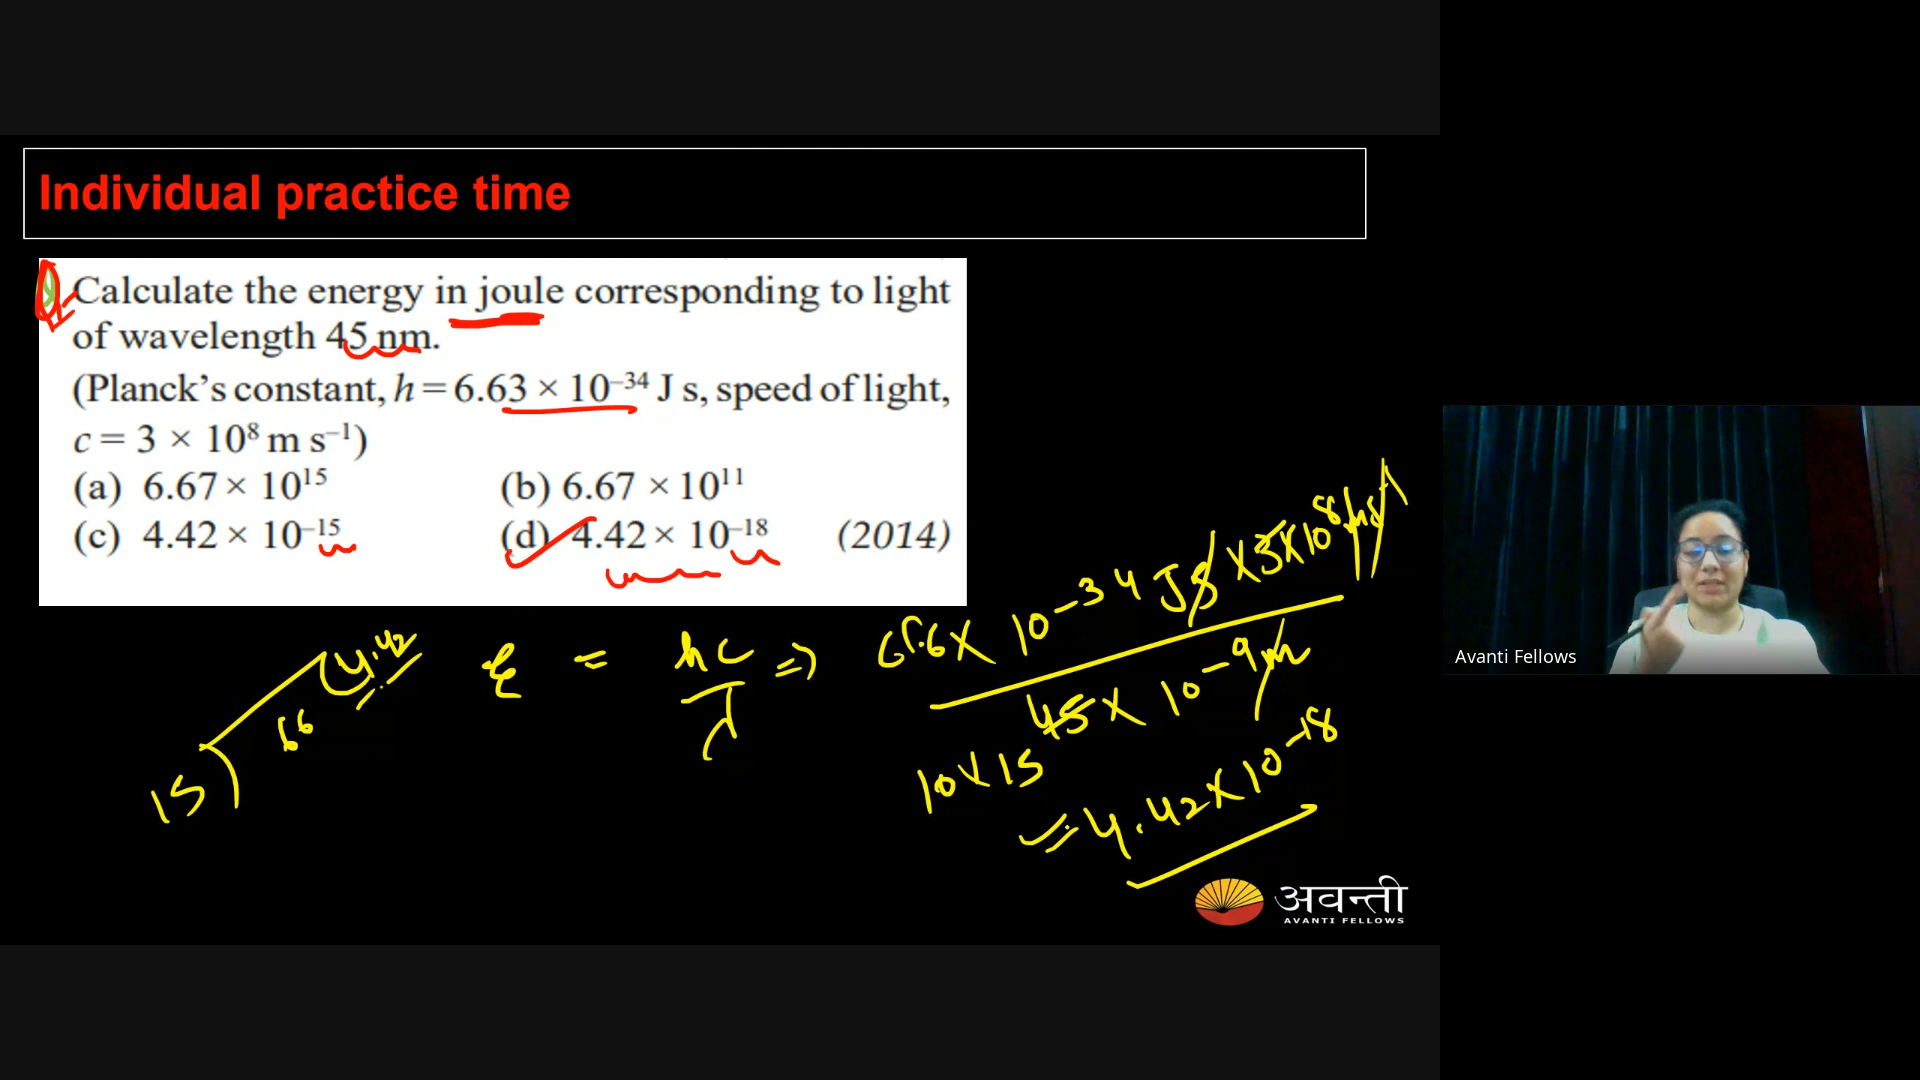 Individual practice time
Calculate the energy in joule corresponding to light
of wavelength 45 nm.
(Planck's constant, h = 6.63 × 10⁻³⁴ J s, speed of light,
c = 3 × 10⁸ m s⁻¹)
(a) 6.67 × 10¹⁵ (b) 6.67 × 10¹¹
(c) 4.42 × 10⁻¹⁵ (d) 4.42 × 10⁻¹⁸ (2014)
E = hc/λ ⇒
× 10⁻³⁴ Js × 3 × 10⁸
45 × 10⁻⁹ m
10 × 15
= 4.42 × 10⁻¹⁸
15 ) 66 ( 4.42
Avanti Fellows
अवन्ती
AVANTI FELLOWS